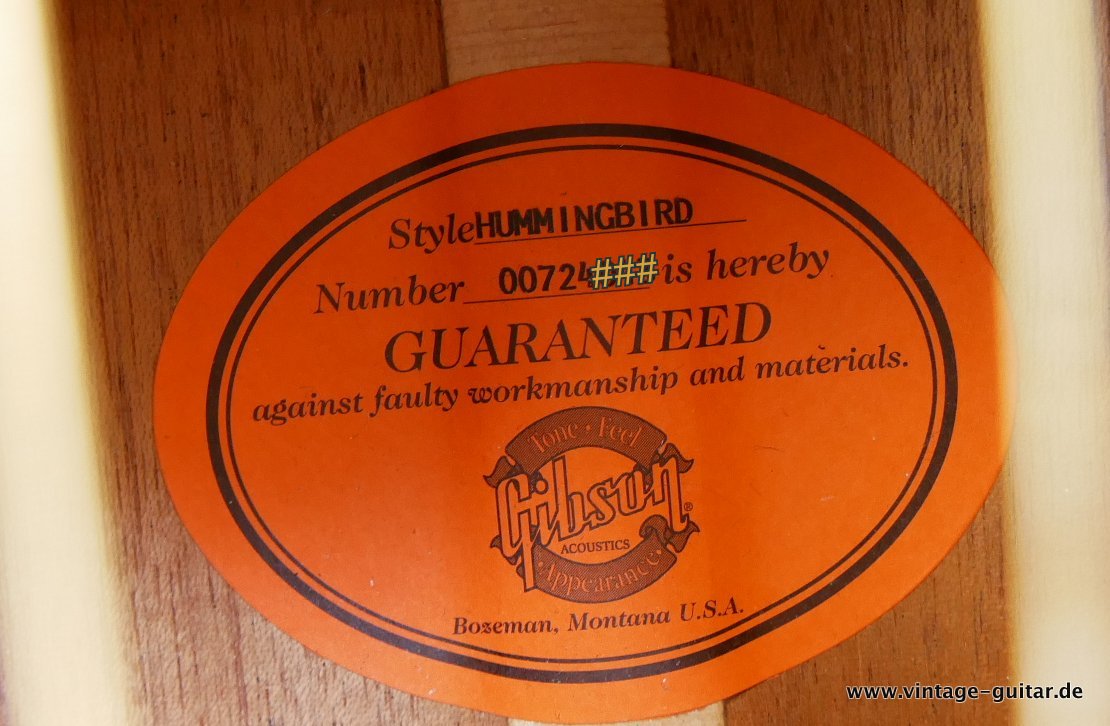 Style HUMMINGBIRD
Number 00724### is hereby
GUARANTEED
against faulty workmanship and materials.
Tone • Feel
Gibson ®
ACOUSTICS
• Appearance •
Bozeman, Montana U.S.A.
www.vintage-guitar.de